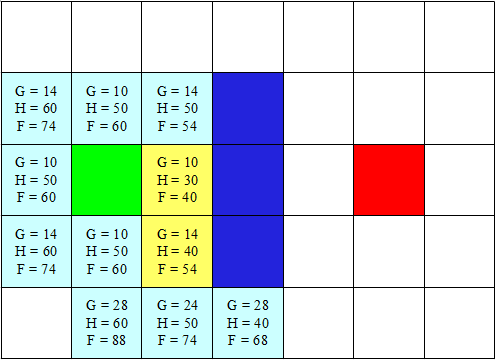 G = 14
H = 60
F = 74
G = 10
H = 50
F = 60
G = 14
H = 50
F = 54
G = 10
H = 50
F = 60
G = 10
H = 30
F = 40
G = 14
H = 60
F = 74
G = 10
H = 50
F = 60
G = 14
H = 40
F = 54
G = 28
H = 60
F = 88
G = 24
H = 50
F = 74
G = 28
H = 40
F = 68